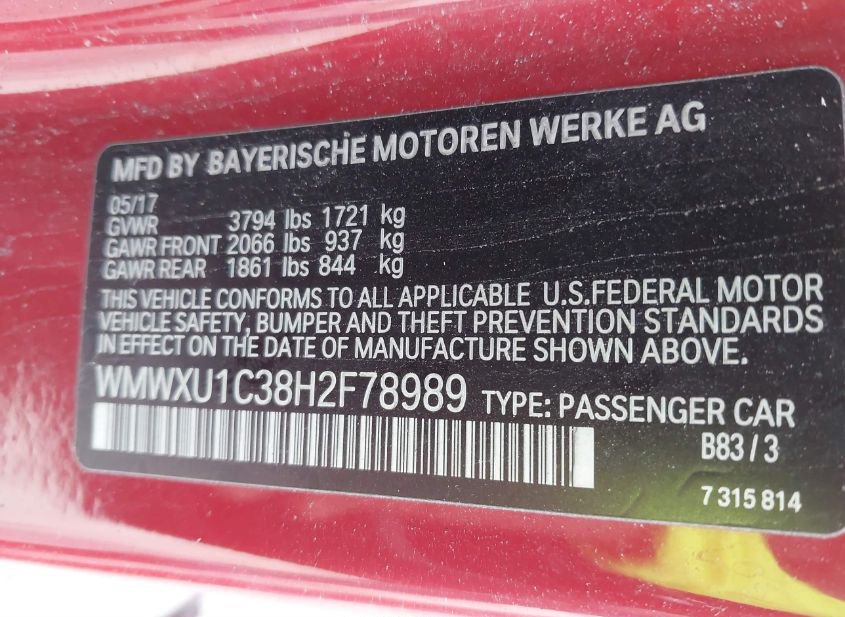 MFD BY BAYERISCHE MOTOREN WERKE AG
05/17
GVWR 3794 lbs 1721 kg
GAWR FRONT 2066 lbs 937 kg
GAWR REAR 1861 lbs 844 kg
THIS VEHICLE CONFORMS TO ALL APPLICABLE U.S.FEDERAL MOTOR
VEHICLE SAFETY, BUMPER AND THEFT PREVENTION STANDARDS
IN EFFECT ON THE DATE OF MANUFACTURE SHOWN ABOVE.
WMWXU1C38H2F78989 TYPE: PASSENGER CAR
B83/3
7 315 814